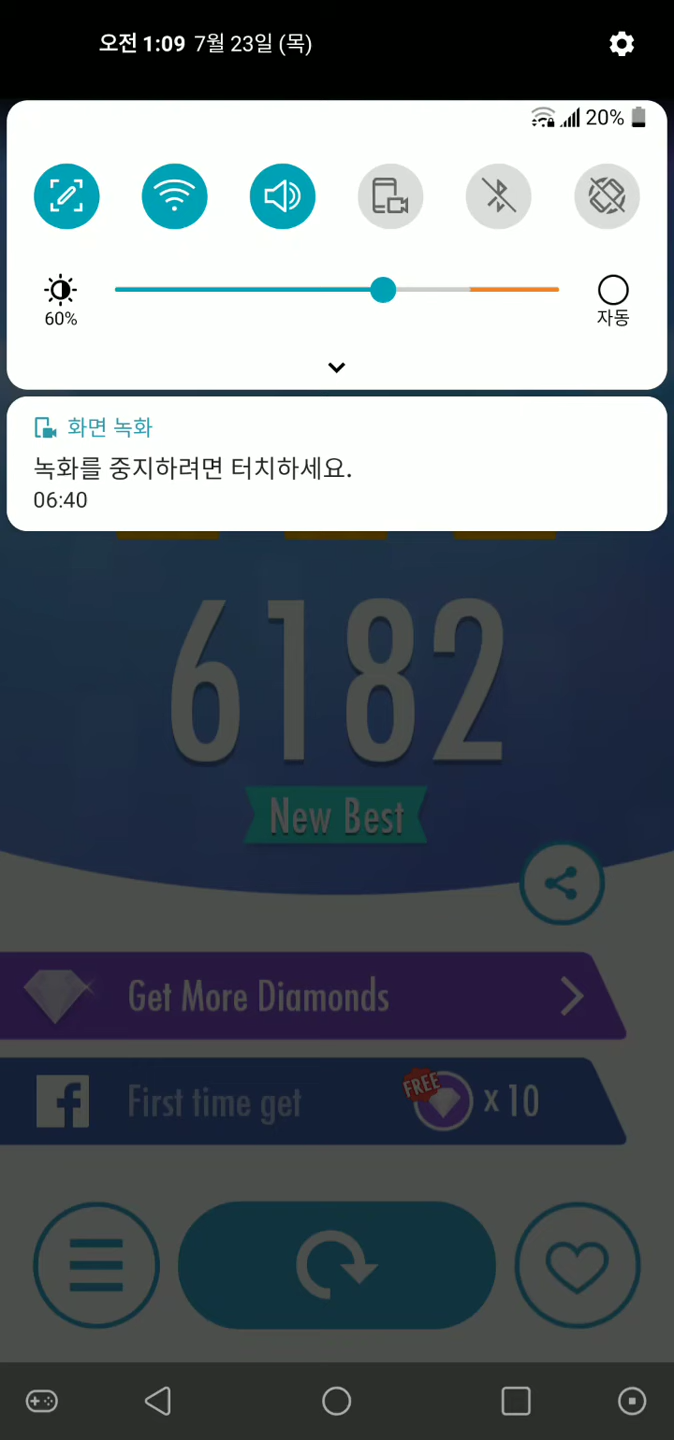 오전 1:09 7월 23일 (목)
20%
60%
자동
화면 녹화
녹화를 중지하려면 터치하세요.
06:40
6182
New Best
Get More Diamonds
First time get FREE x 10